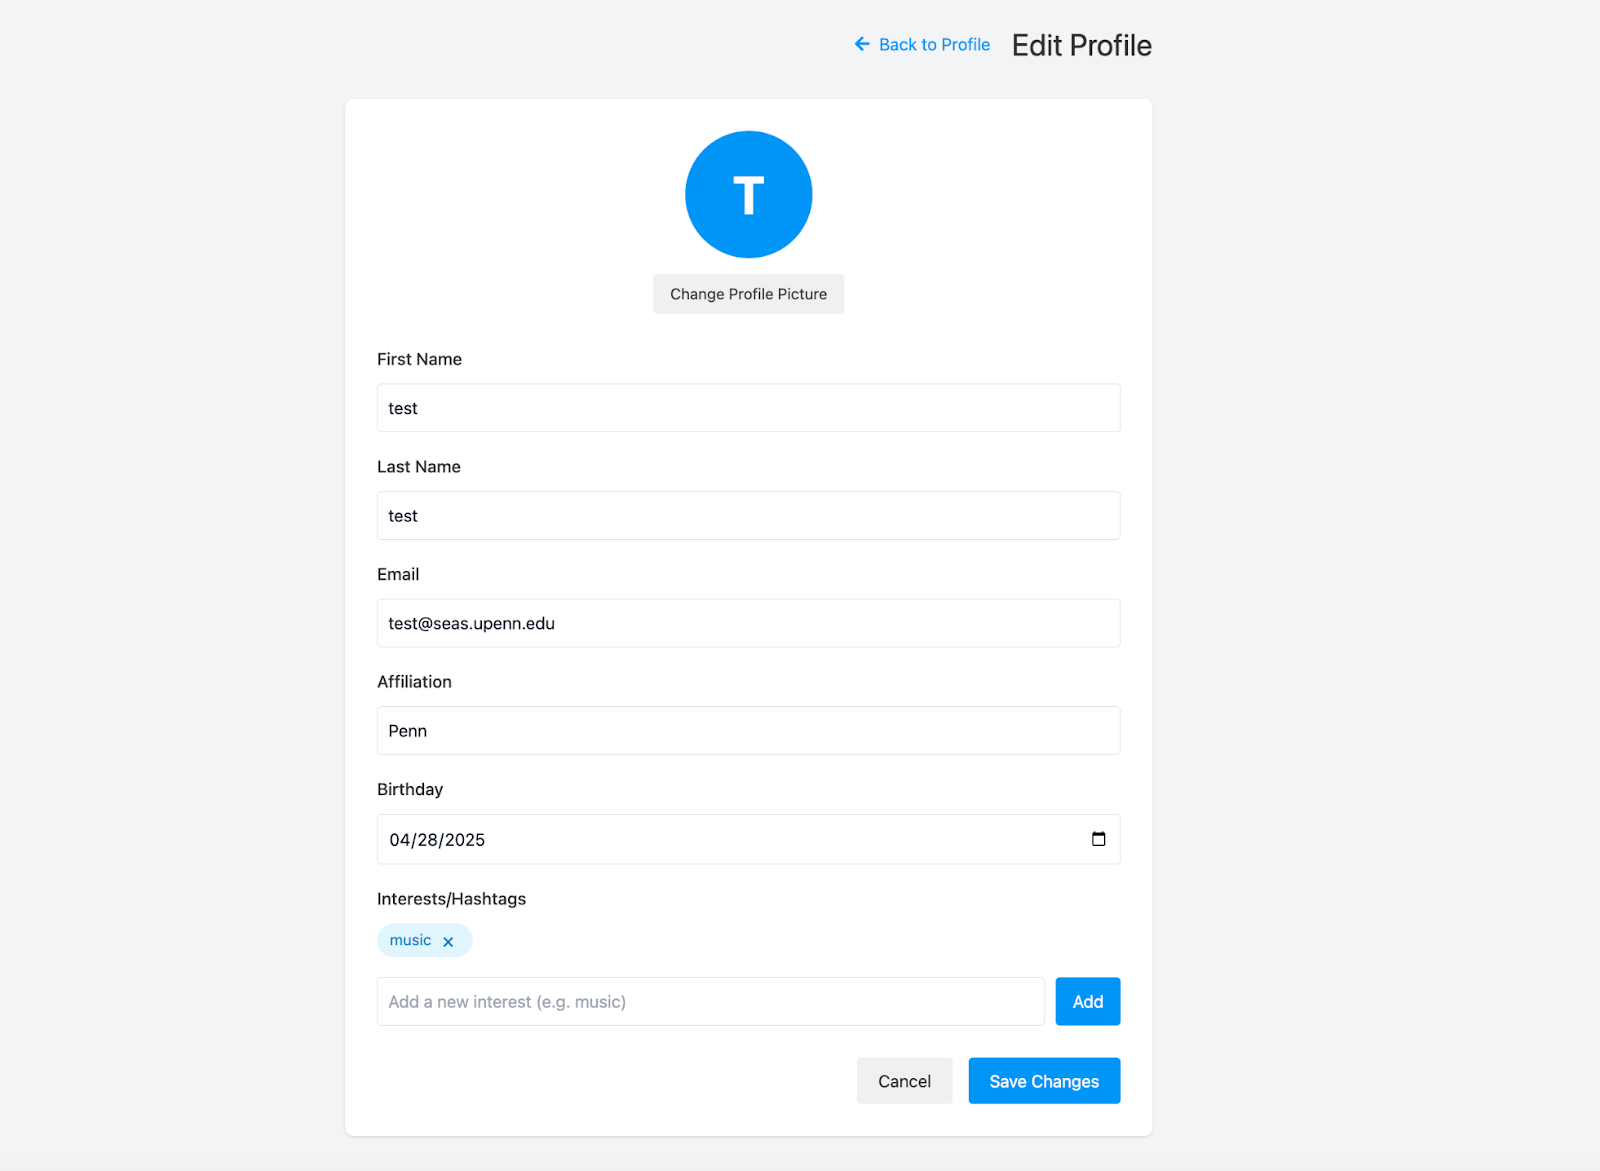 ← Back to Profile Edit Profile
T
Change Profile Picture
First Name
test
Last Name
test
Email
test@seas.upenn.edu
Affiliation
Penn
Birthday
04/28/2025
Interests/Hashtags
music ×
Add a new interest (e.g. music) Add
Cancel Save Changes